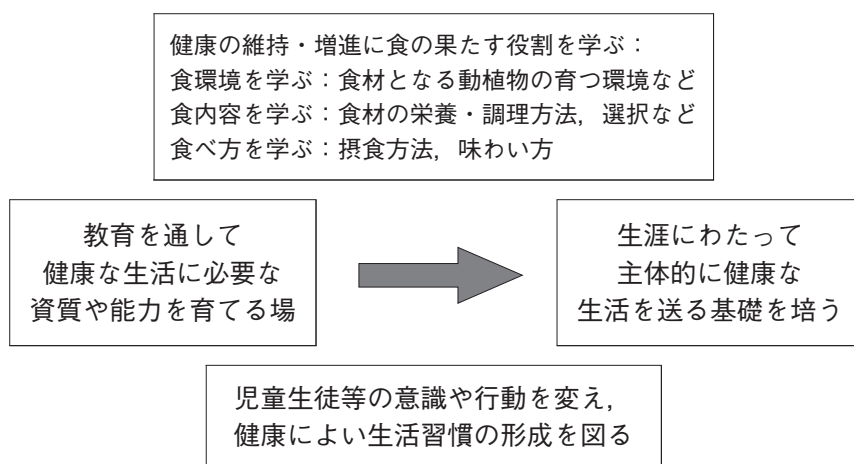 健康の維持・増進に食の果たす役割を学ぶ：
食環境を学ぶ：食材となる動植物の育つ環境など
食内容を学ぶ：食材の栄養・調理方法，選択など
食べ方を学ぶ：摂食方法，味わい方
教育を通して
健康な生活に必要な
資質や能力を育てる場
生涯にわたって
主体的に健康な
生活を送る基礎を培う
児童生徒等の意識や行動を変え，
健康によい生活習慣の形成を図る